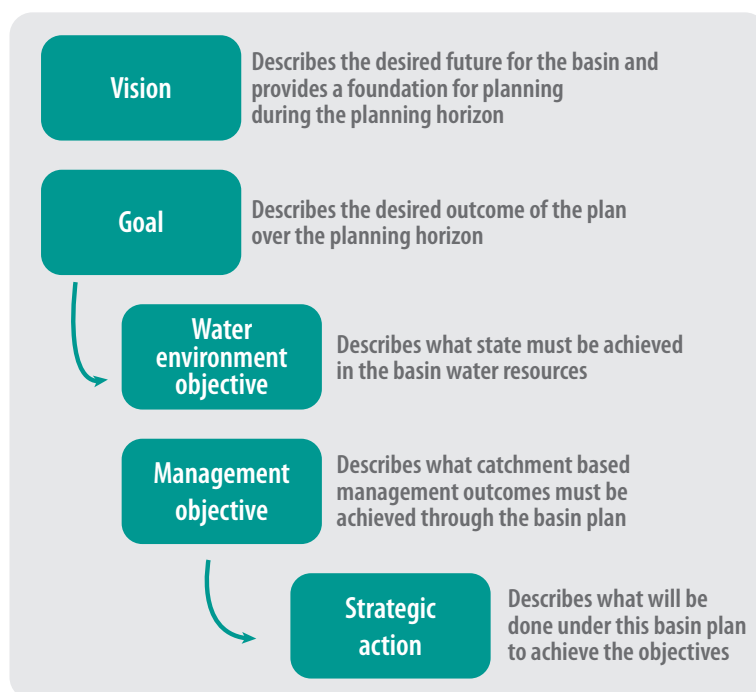 Vision
Describes the desired future for the basin and
provides a foundation for planning
during the planning horizon
Goal
Describes the desired outcome of the plan
over the planning horizon
Water
environment
objective
Describes what state must be achieved
in the basin water resources
Management
objective
Describes what catchment based
management outcomes must be
achieved through the basin plan
Strategic
action
Describes what will be
done under this basin plan
to achieve the objectives